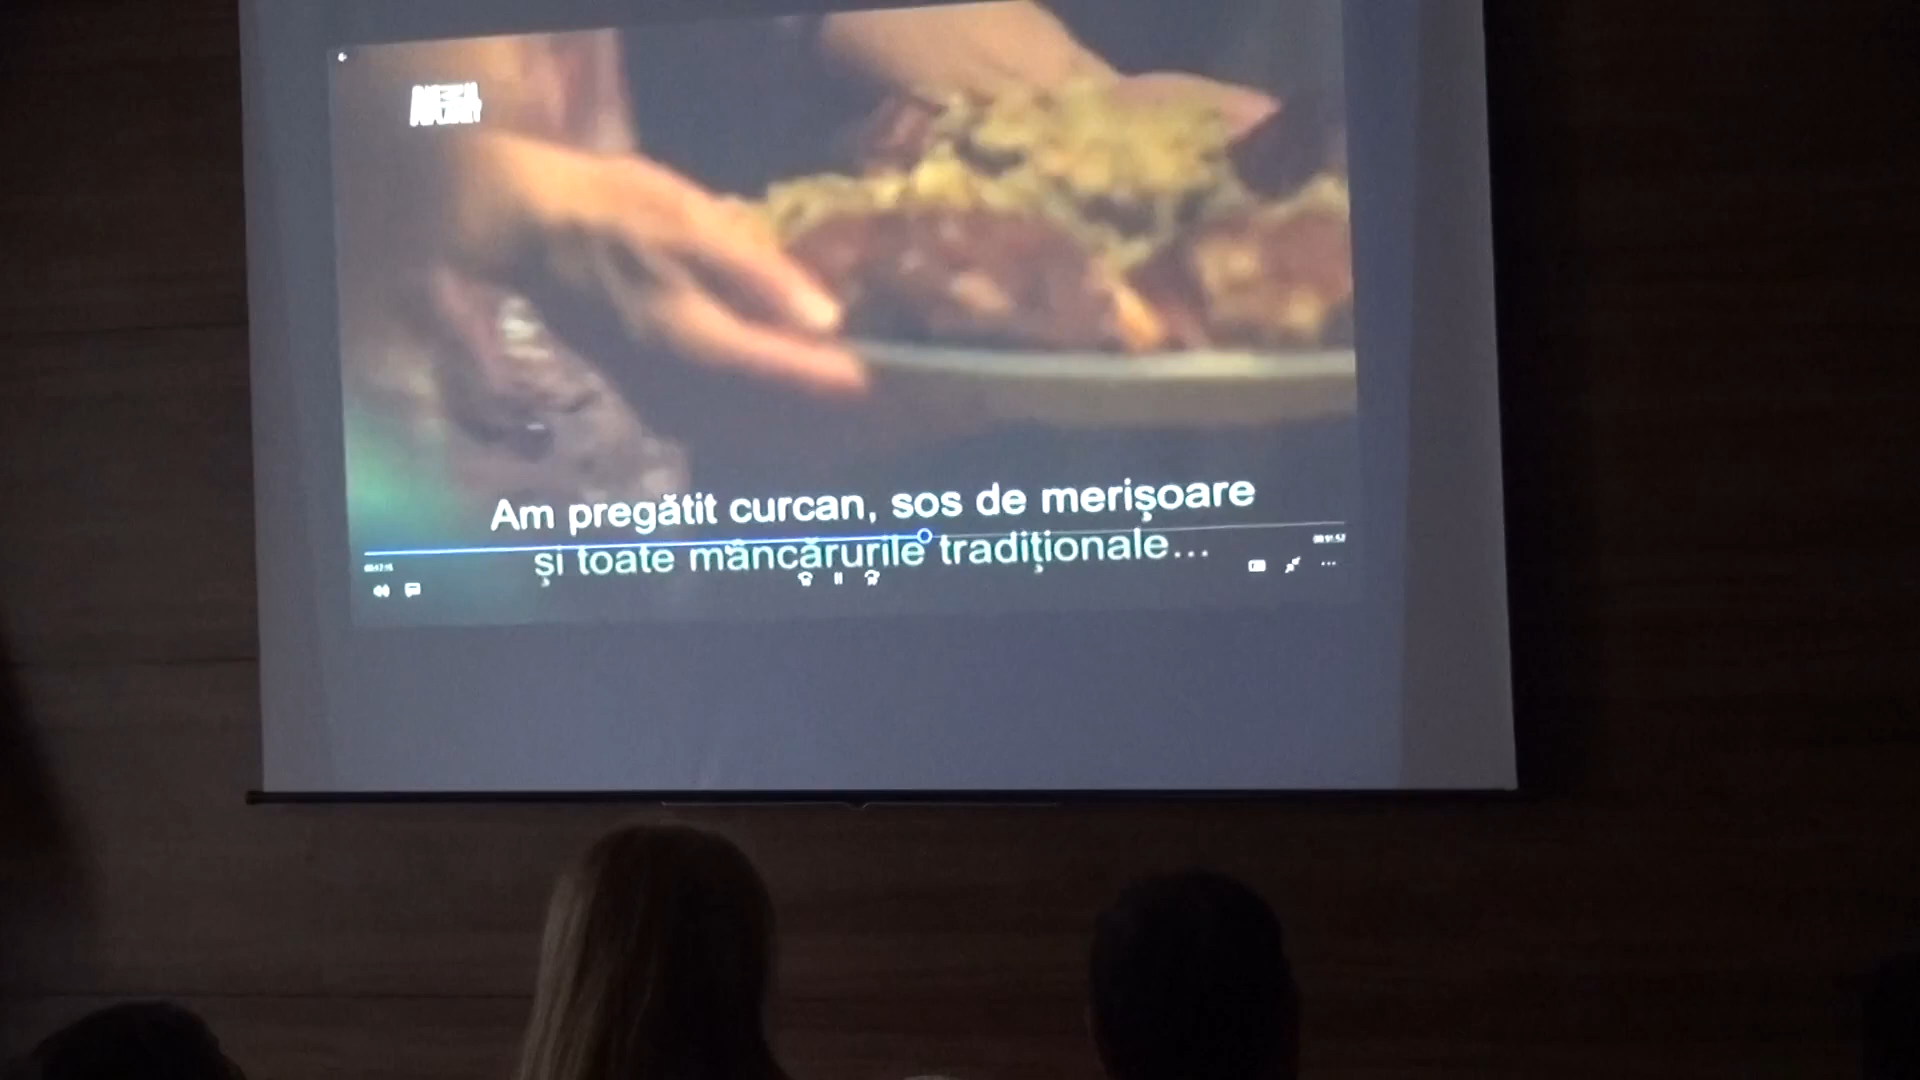 Am pregătit curcan, sos de merișoare
și toate mâncărurile tradiționale...